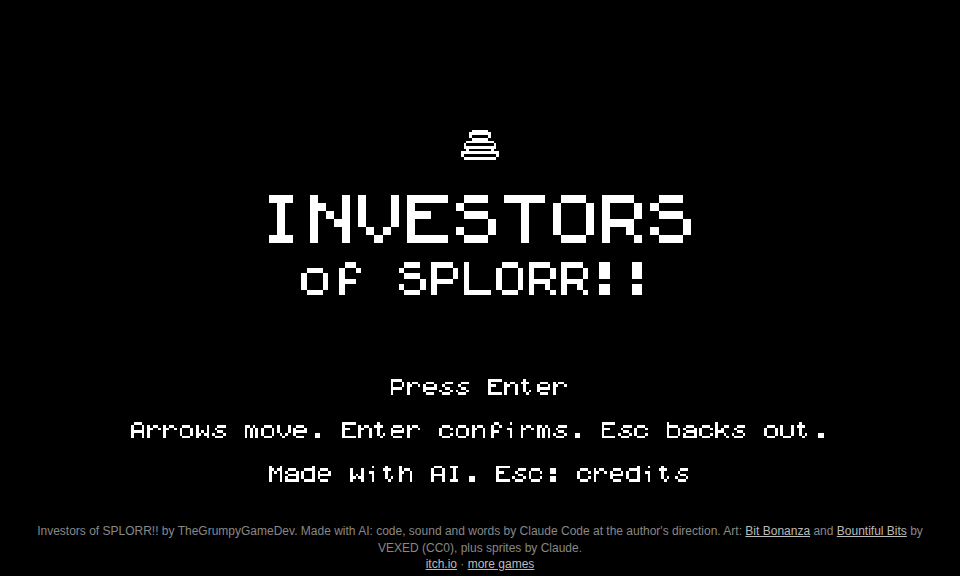 INVESTORS
of SPLORR!!
Press Enter
Arrows move. Enter confirms. Esc backs out.
Made with AI. Esc: credits
Investors of SPLORR!! by TheGrumpyGameDev. Made with AI: code, sound and words by Claude Code at the author's direction. Art: Bit Bonanza and Bountiful Bits by
VEXED (CC0), plus sprites by Claude.
itch.io · more games